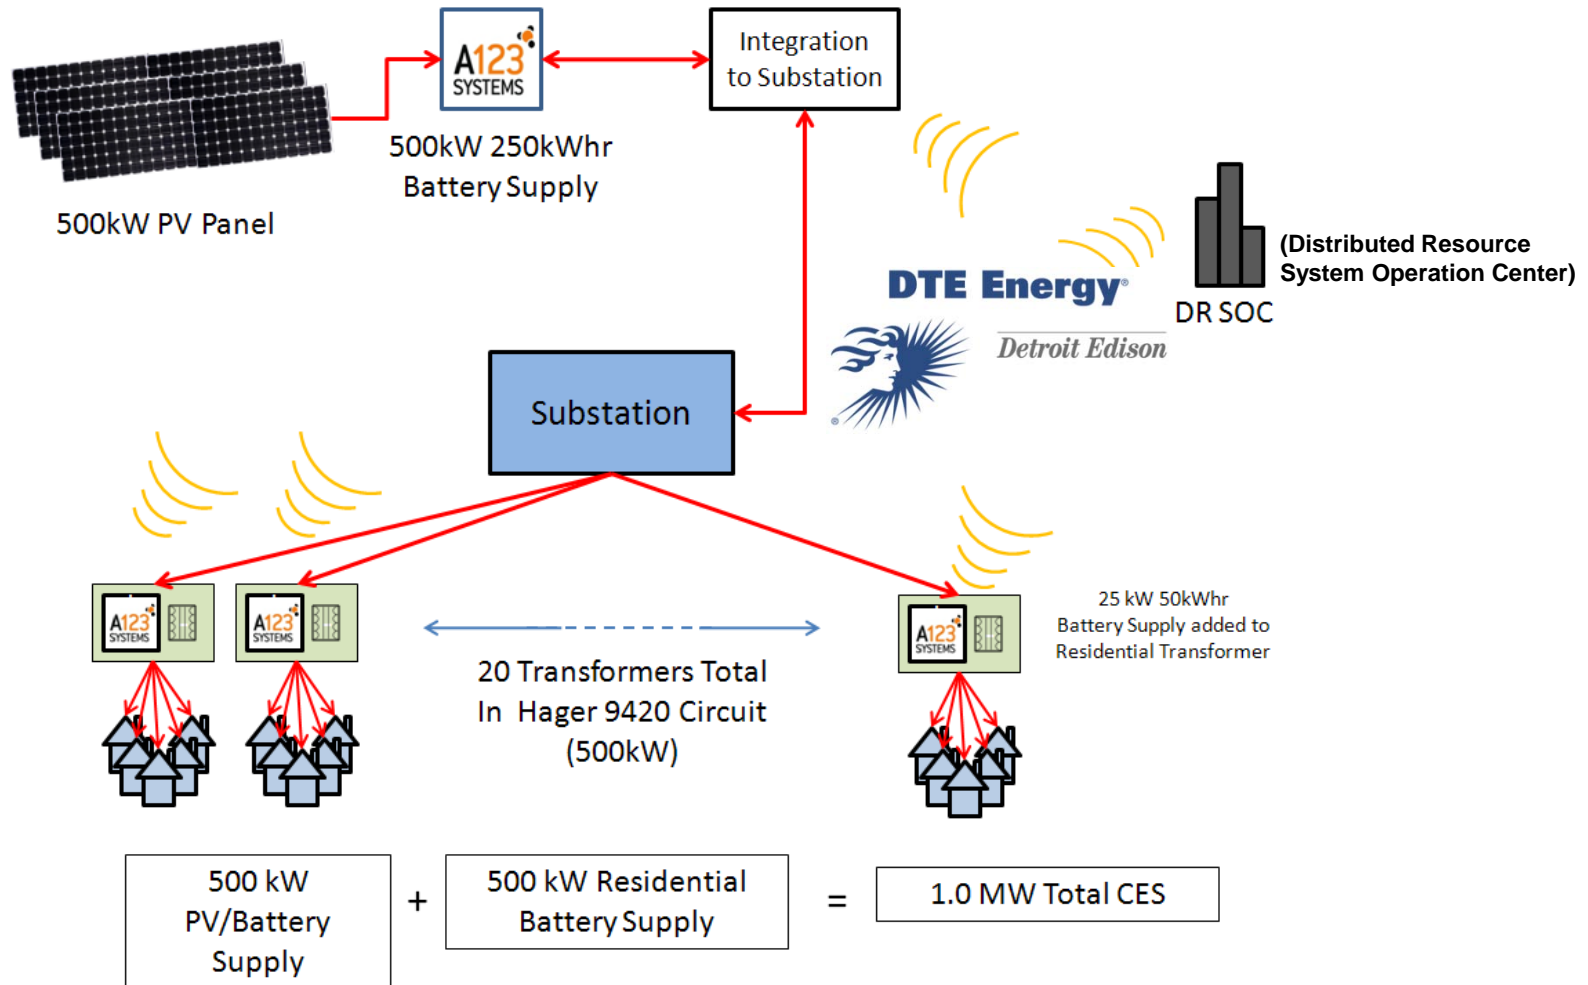 A123
SYSTEMS
Integration
to Substation
500kW 250kWhr
Battery Supply
500kW PV Panel
(Distributed Resource
System Operation Center)
DR SOC
DTE Energy®
Detroit Edison
®
Substation
A123
SYSTEMS
A123
SYSTEMS
A123
SYSTEMS
25 kW 50kWhr
Battery Supply added to
Residential Transformer
20 Transformers Total
In Hager 9420 Circuit
(500kW)
500 kW
PV/Battery
Supply
+
500 kW Residential
Battery Supply
=
1.0 MW Total CES